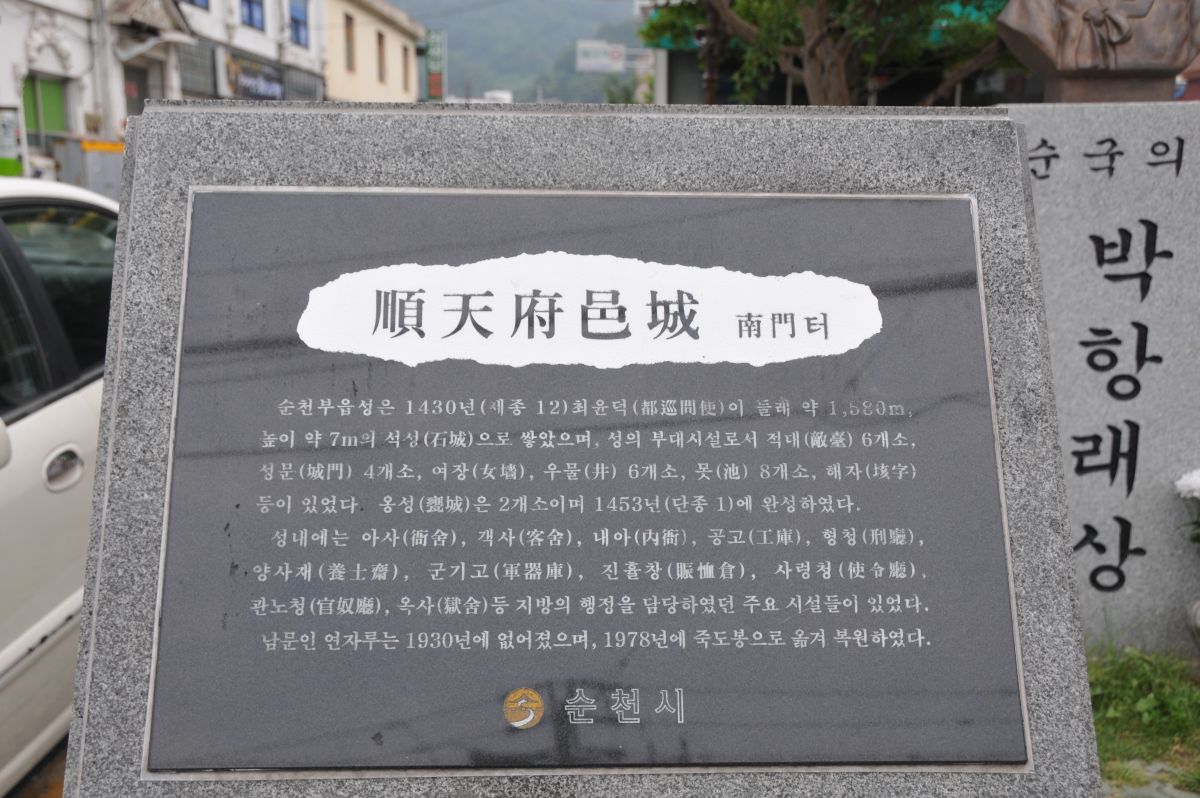 順天府邑城 南門터
순천부읍성은 1430년(세종 12)최윤덕(都巡問使)이 둘레 약 1,580m,
높이 약 7m의 석성(石城)으로 쌓았으며, 성의 부대시설로서 적대(敵臺) 6개소,
성문(城門) 4개소, 여장(女墻), 우물(井) 6개소, 못(池) 8개소, 해자(垓字)
등이 있었다. 옹성(甕城)은 2개소이며 1453년(단종 1)에 완성하였다.
성내에는 아사(衙舍), 객사(客舍), 내아(內衙), 공고(工庫), 형청(刑廳),
양사재(養士齋), 군기고(軍器庫), 진휼창(賑恤倉), 사령청(使令廳),
관노청(官奴廳), 옥사(獄舍)등 지방의 행정을 담당하였던 주요 시설들이 있었다.
남문인 연자루는 1930년에 없어졌으며, 1978년에 죽도봉으로 옮겨 복원하였다.
순천시
순국의
박항래상